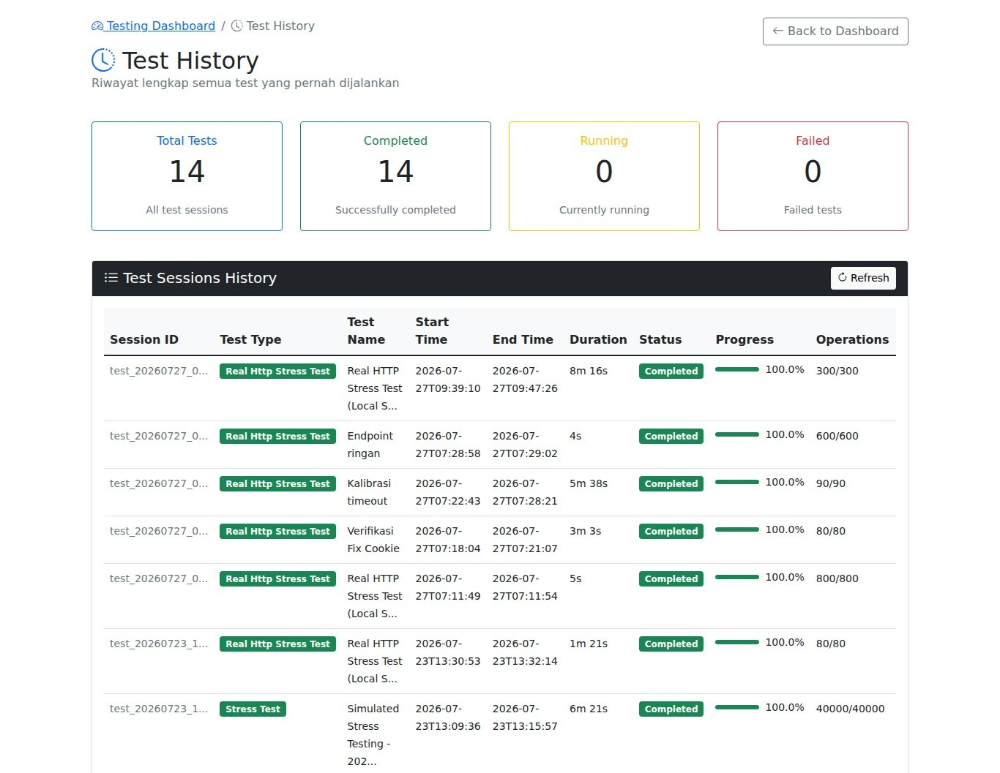 Testing Dashboard / Test History
Back to Dashboard
Test History
Riwayat lengkap semua test yang pernah dijalankan
Total Tests
14
All test sessions
Completed
14
Successfully completed
Running
0
Currently running
Failed
0
Failed tests
Test Sessions History
Refresh
Session ID Test Type Test Name Start Time End Time Duration Status Progress Operations
test_20260727_0... Real Http Stress Test Real HTTP 2026-07- 2026-07- 8m 16s Completed 100.0% 300/300
Stress Test 27T09:39:10 27T09:47:26
(Local S...
test_20260727_0... Real Http Stress Test Endpoint 2026-07- 2026-07- 4s Completed 100.0% 600/600
ringan 27T07:28:58 27T07:29:02
test_20260727_0... Real Http Stress Test Kalibrasi 2026-07- 2026-07- 5m 38s Completed 100.0% 90/90
timeout 27T07:22:43 27T07:28:21
test_20260727_0... Real Http Stress Test Verifikasi 2026-07- 2026-07- 3m 3s Completed 100.0% 80/80
Fix Cookie 27T07:18:04 27T07:21:07
test_20260727_0... Real Http Stress Test Real HTTP 2026-07- 2026-07- 5s Completed 100.0% 800/800
Stress Test 27T07:11:49 27T07:11:54
(Local S...
test_20260723_1... Real Http Stress Test Real HTTP 2026-07- 2026-07- 1m 21s Completed 100.0% 80/80
Stress Test 23T13:30:53 23T13:32:14
(Local S...
test_20260723_1... Stress Test Simulated 2026-07- 2026-07- 6m 21s Completed 100.0% 40000/40000
Stress 23T13:09:36 23T13:15:57
Testing -
202...